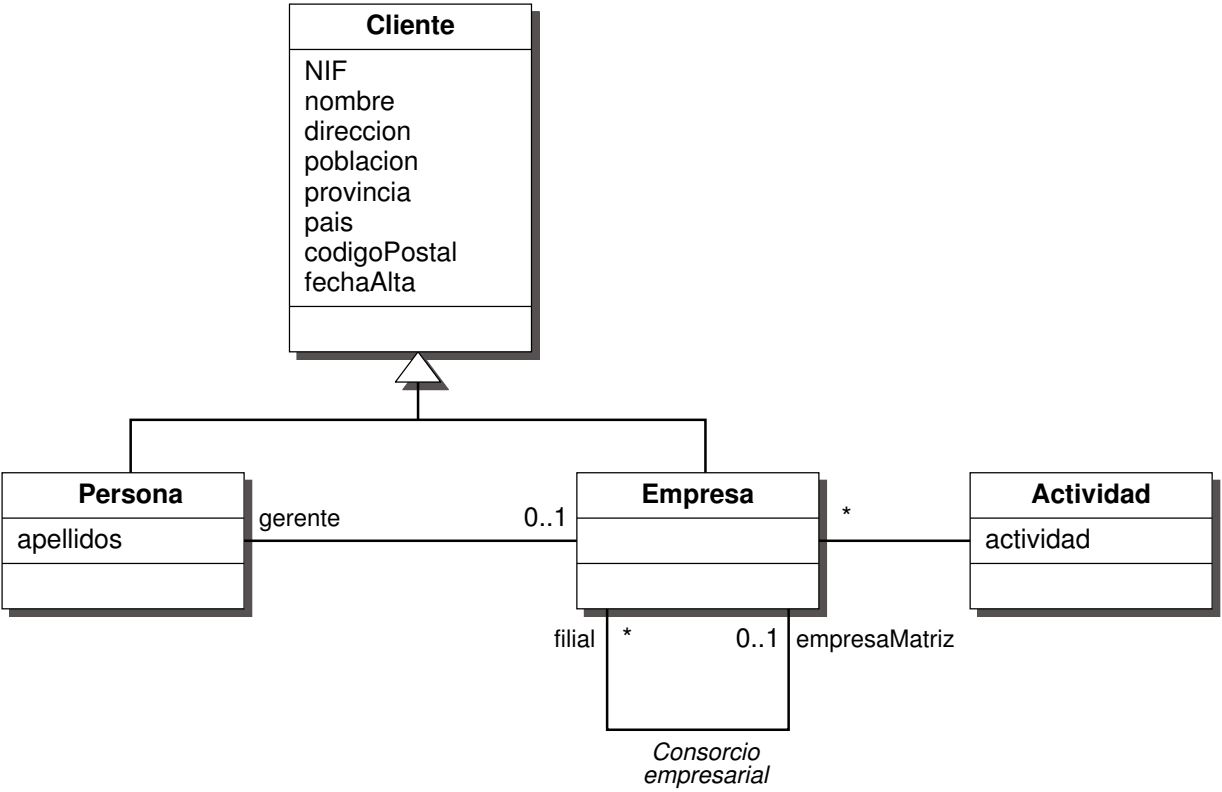 Cliente
NIF
nombre
direccion
poblacion
provincia
pais
codigoPostal
fechaAlta
Persona
apellidos
gerente
0..1
Empresa
*
Actividad
actividad
filial
*
0..1
empresaMatriz
Consorcio
empresarial